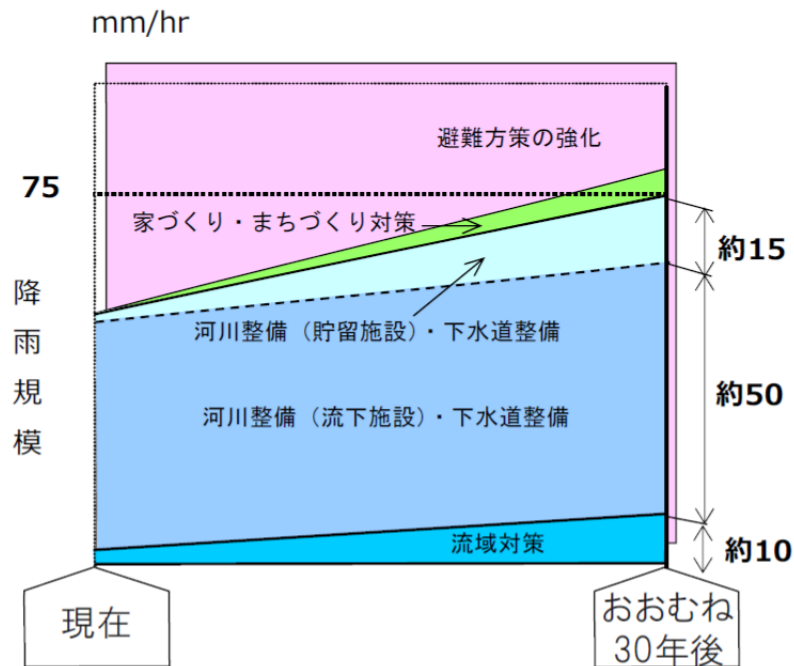 mm/hr
避難方策の強化
75
家づくり・まちづくり対策
約15
降雨規模
河川整備（貯留施設）・下水道整備
約50
河川整備（流下施設）・下水道整備
流域対策
約10
現在
おおむね
30年後